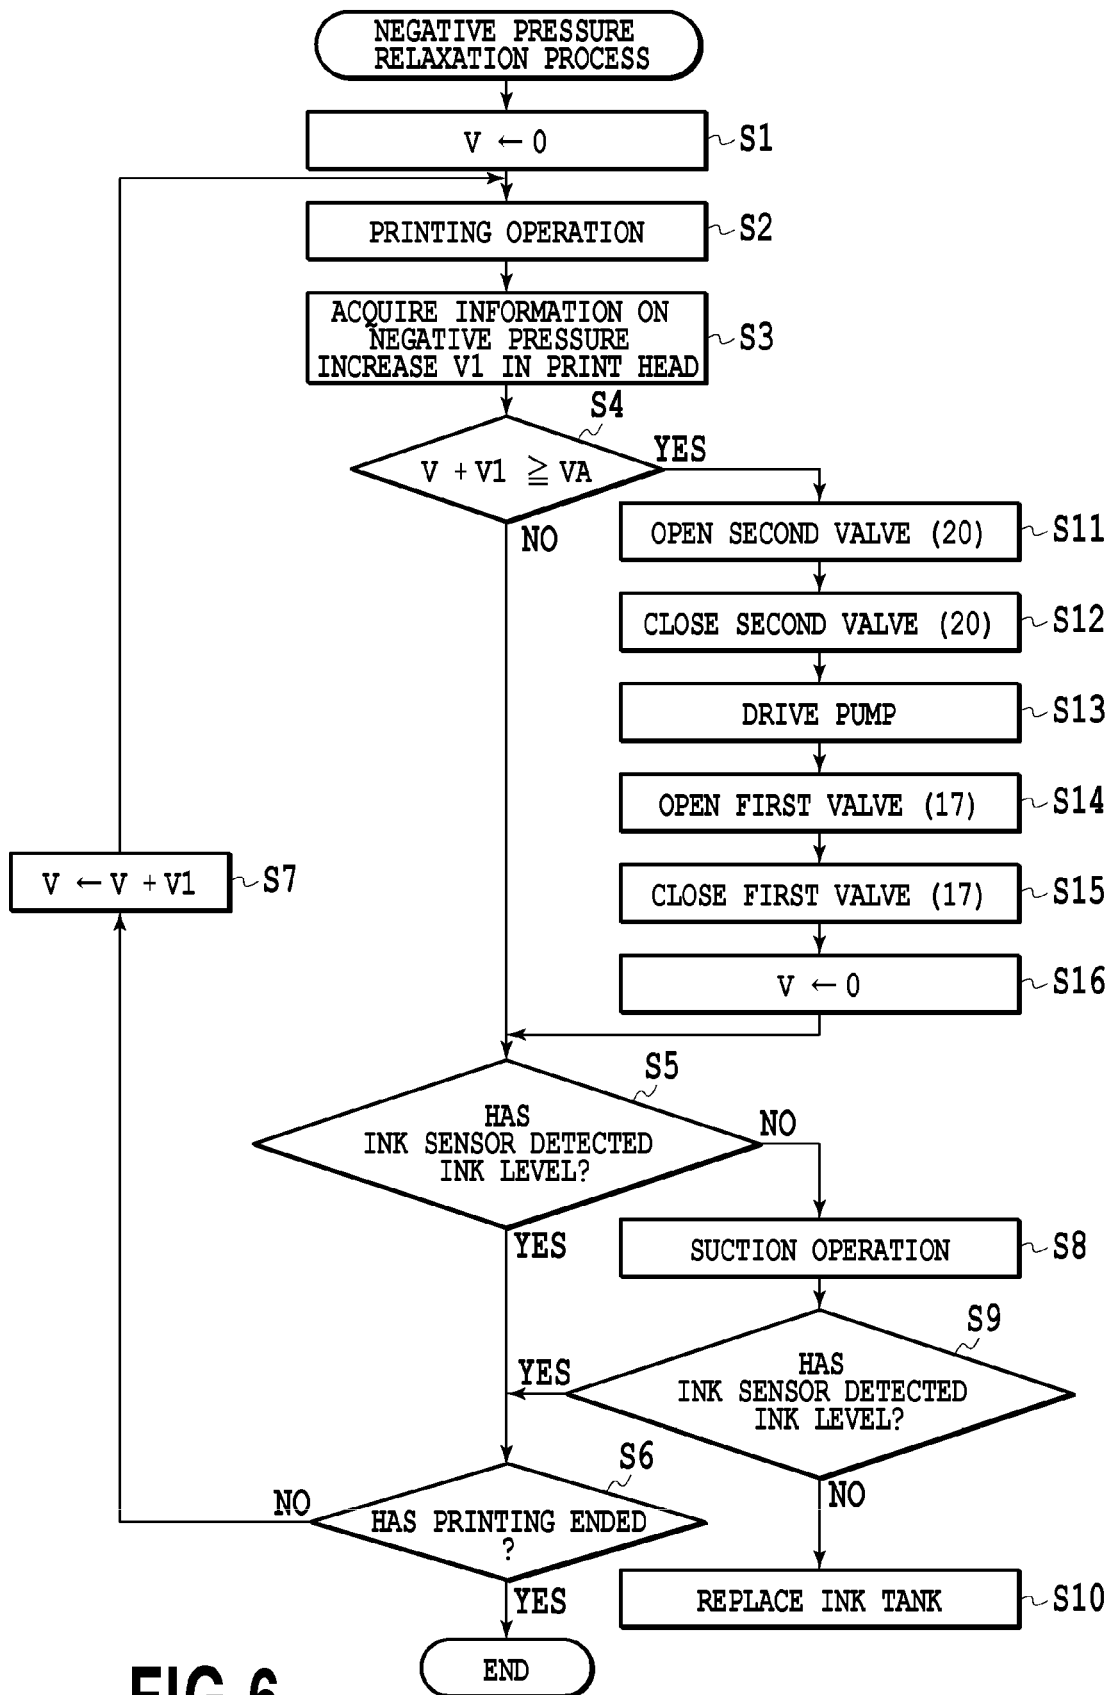 NEGATIVE PRESSURE
RELAXATION PROCESS
V ← 0
S1
PRINTING OPERATION
S2
ACQUIRE INFORMATION ON
NEGATIVE PRESSURE
INCREASE V1 IN PRINT HEAD
S3
S4
V + V1 ≧ VA
YES
NO
OPEN SECOND VALVE (20)
S11
CLOSE SECOND VALVE (20)
S12
DRIVE PUMP
S13
OPEN FIRST VALVE (17)
S14
V ← V + V1
S7
CLOSE FIRST VALVE (17)
S15
V ← 0
S16
S5
HAS
INK SENSOR DETECTED
INK LEVEL?
NO
YES
SUCTION OPERATION
S8
S9
HAS
INK SENSOR DETECTED
INK LEVEL?
YES
NO
S6
HAS PRINTING ENDED
?
NO
YES
REPLACE INK TANK
S10
END
FIG.6